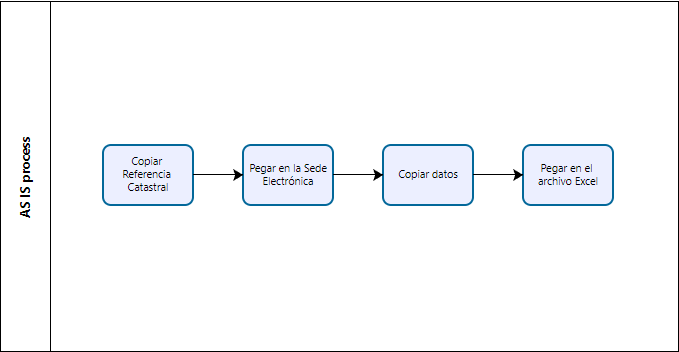 AS IS process
Copiar
Referencia
Catastral
Pegar en la Sede
Electrónica
Copiar datos
Pegar en el
archivo Excel